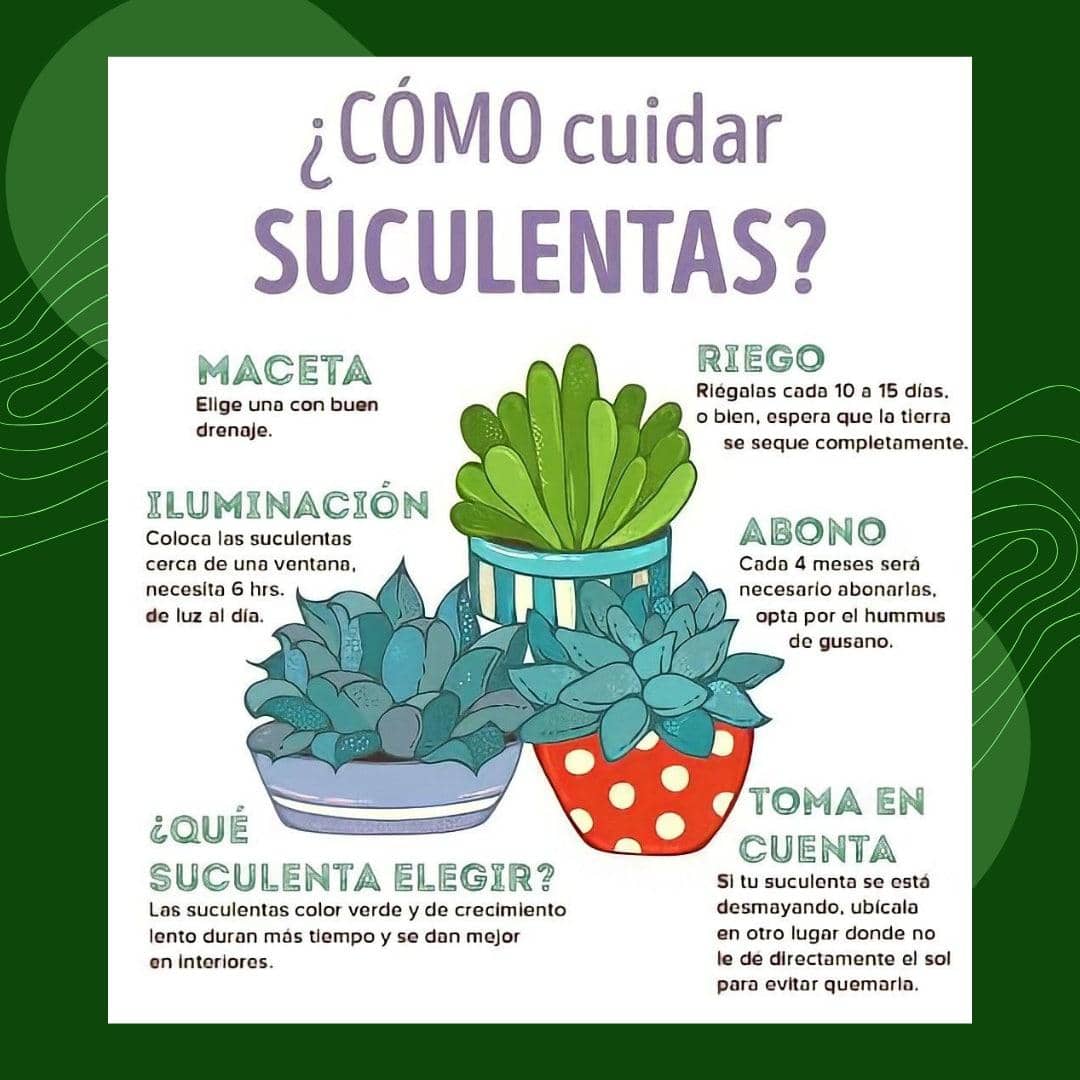 ¿CÓMO cuidar
SUCULENTAS?
MACETA
Elige una con buen
drenaje.
RIEGO
Riégalas cada 10 a 15 días,
o bien, espera que la tierra
se seque completamente.
ILUMINACIÓN
Coloca las suculentas
cerca de una ventana,
necesita 6 hrs.
de luz al día.
ABONO
Cada 4 meses será
necesario abonarlas,
opta por el hummus
de gusano.
¿QUÉ
SUCULENTA ELEGIR?
Las suculentas color verde y de crecimiento
lento duran más tiempo y se dan mejor
en interiores.
TOMA EN
CUENTA
Si tu suculenta se está
desmayando, ubícala
en otro lugar donde no
le dé directamente el sol
para evitar quemarla.